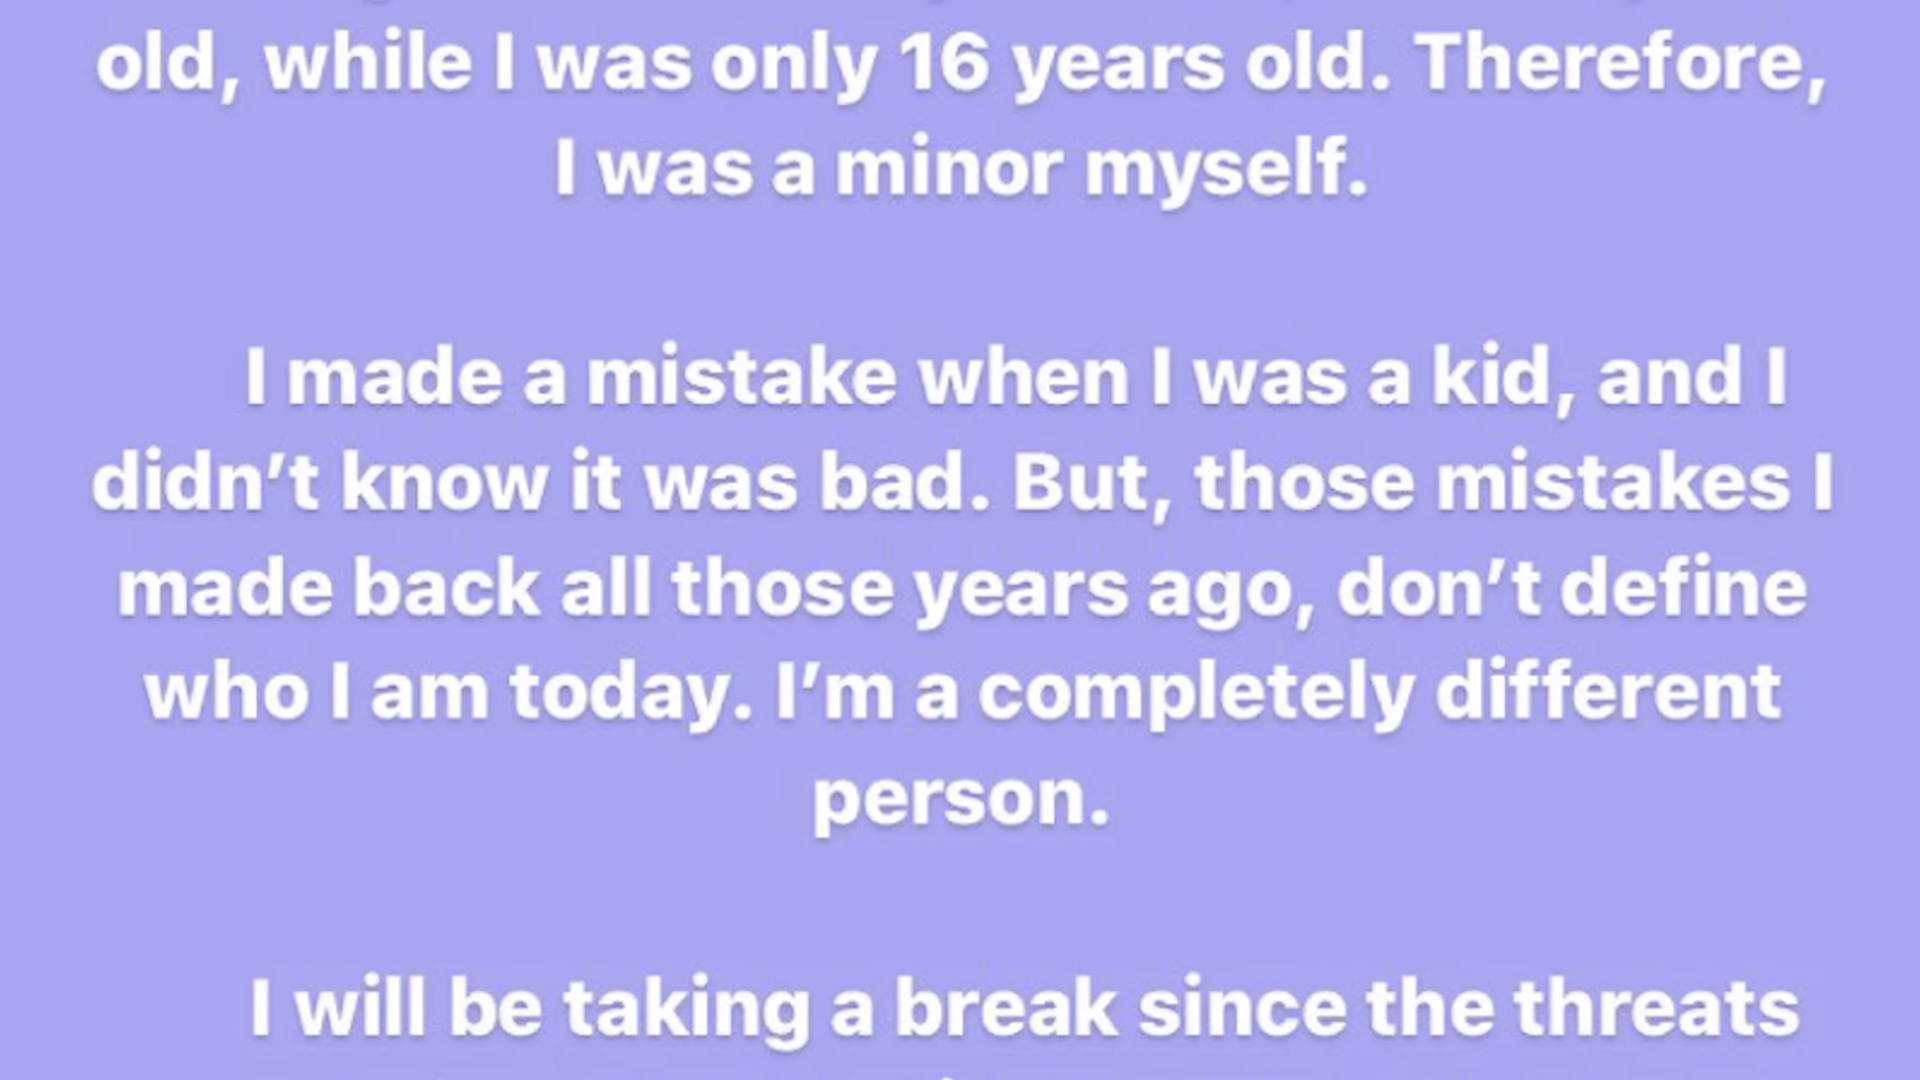 old, while I was only 16 years old. Therefore,
I was a minor myself.
I made a mistake when I was a kid, and I
didn’t know it was bad. But, those mistakes I
made back all those years ago, don’t define
who I am today. I’m a completely different
person.
I will be taking a break since the threats